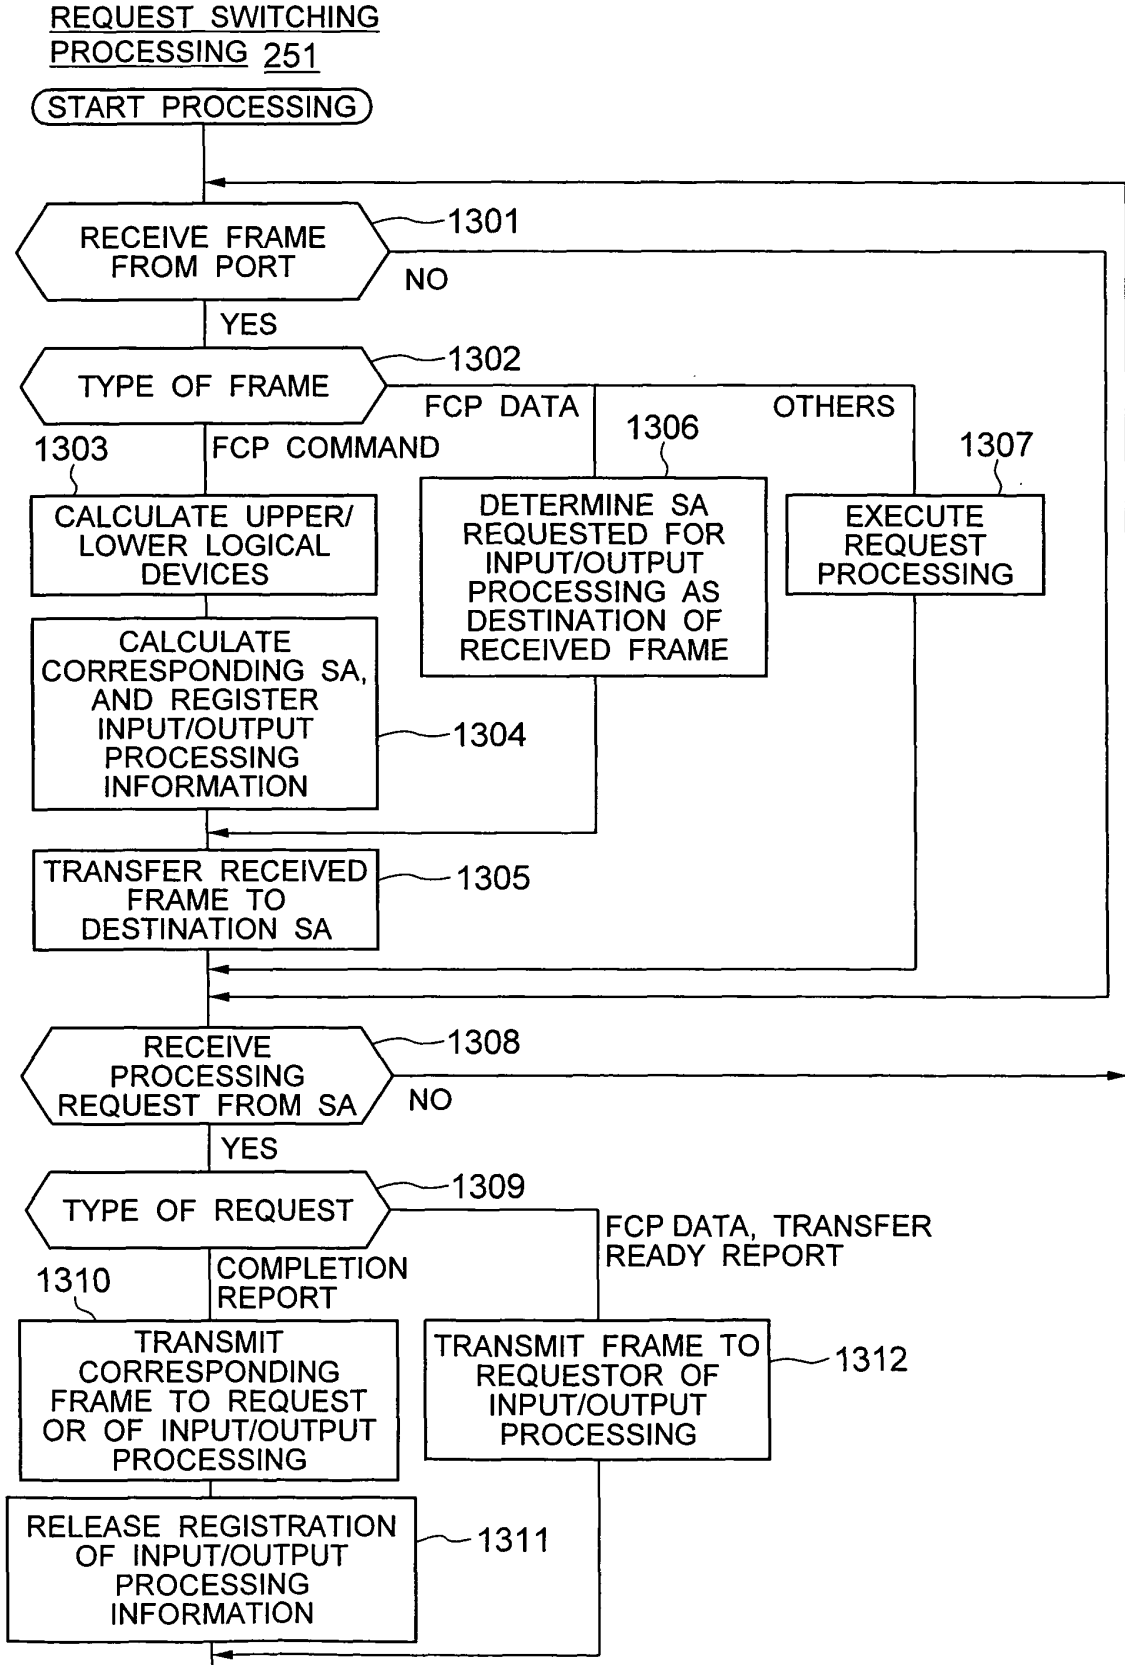 REQUEST SWITCHING
PROCESSING 251
START PROCESSING
RECEIVE FRAME
FROM PORT
1301
NO
YES
TYPE OF FRAME
1302
FCP DATA
OTHERS
FCP COMMAND
1303
CALCULATE UPPER/
LOWER LOGICAL
DEVICES
1306
DETERMINE SA
REQUESTED FOR
INPUT/OUTPUT
PROCESSING AS
DESTINATION OF
RECEIVED FRAME
1307
EXECUTE
REQUEST
PROCESSING
CALCULATE
CORRESPONDING SA,
AND REGISTER
INPUT/OUTPUT
PROCESSING
INFORMATION
1304
TRANSFER RECEIVED
FRAME TO
DESTINATION SA
1305
RECEIVE
PROCESSING
REQUEST FROM SA
1308
NO
YES
TYPE OF REQUEST
1309
FCP DATA, TRANSFER
READY REPORT
COMPLETION
REPORT
1310
TRANSMIT
CORRESPONDING
FRAME TO REQUEST
OR OF INPUT/OUTPUT
PROCESSING
TRANSMIT FRAME TO
REQUESTOR OF
INPUT/OUTPUT
PROCESSING
1312
RELEASE REGISTRATION
OF INPUT/OUTPUT
PROCESSING
INFORMATION
1311